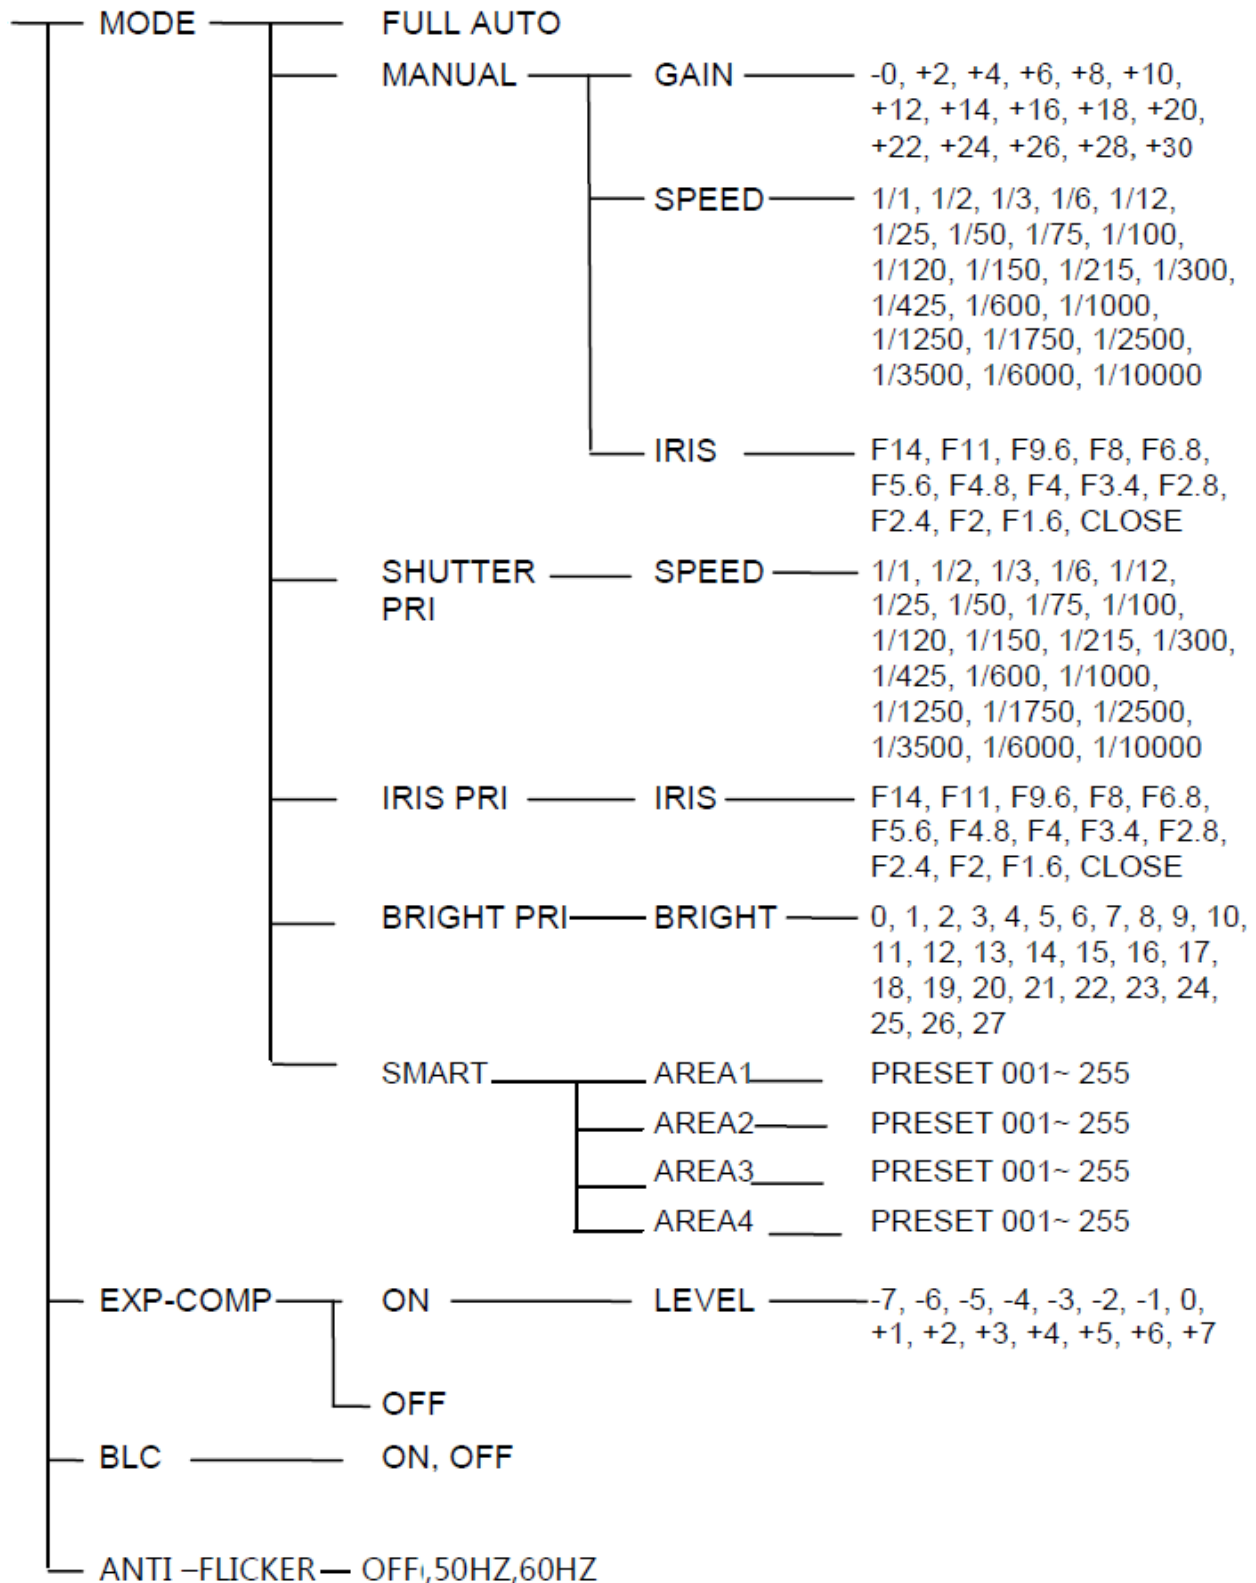 MODE FULL AUTO
MANUAL GAIN -0, +2, +4, +6, +8, +10,
+12, +14, +16, +18, +20,
+22, +24, +26, +28, +30
SPEED 1/1, 1/2, 1/3, 1/6, 1/12,
1/25, 1/50, 1/75, 1/100,
1/120, 1/150, 1/215, 1/300,
1/425, 1/600, 1/1000,
1/1250, 1/1750, 1/2500,
1/3500, 1/6000, 1/10000
IRIS F14, F11, F9.6, F8, F6.8,
F5.6, F4.8, F4, F3.4, F2.8,
F2.4, F2, F1.6, CLOSE
SHUTTER SPEED 1/1, 1/2, 1/3, 1/6, 1/12,
PRI 1/25, 1/50, 1/75, 1/100,
1/120, 1/150, 1/215, 1/300,
1/425, 1/600, 1/1000,
1/1250, 1/1750, 1/2500,
1/3500, 1/6000, 1/10000
IRIS PRI IRIS F14, F11, F9.6, F8, F6.8,
F5.6, F4.8, F4, F3.4, F2.8,
F2.4, F2, F1.6, CLOSE
BRIGHT PRI BRIGHT 0, 1, 2, 3, 4, 5, 6, 7, 8, 9, 10,
11, 12, 13, 14, 15, 16, 17,
18, 19, 20, 21, 22, 23, 24,
25, 26, 27
SMART AREA1 PRESET 001~ 255
AREA2 PRESET 001~ 255
AREA3 PRESET 001~ 255
AREA4 PRESET 001~ 255
EXP-COMP ON LEVEL -7, -6, -5, -4, -3, -2, -1, 0,
+1, +2, +3, +4, +5, +6, +7
OFF
BLC ON, OFF
ANTI –FLICKER OFF(,50HZ,60HZ